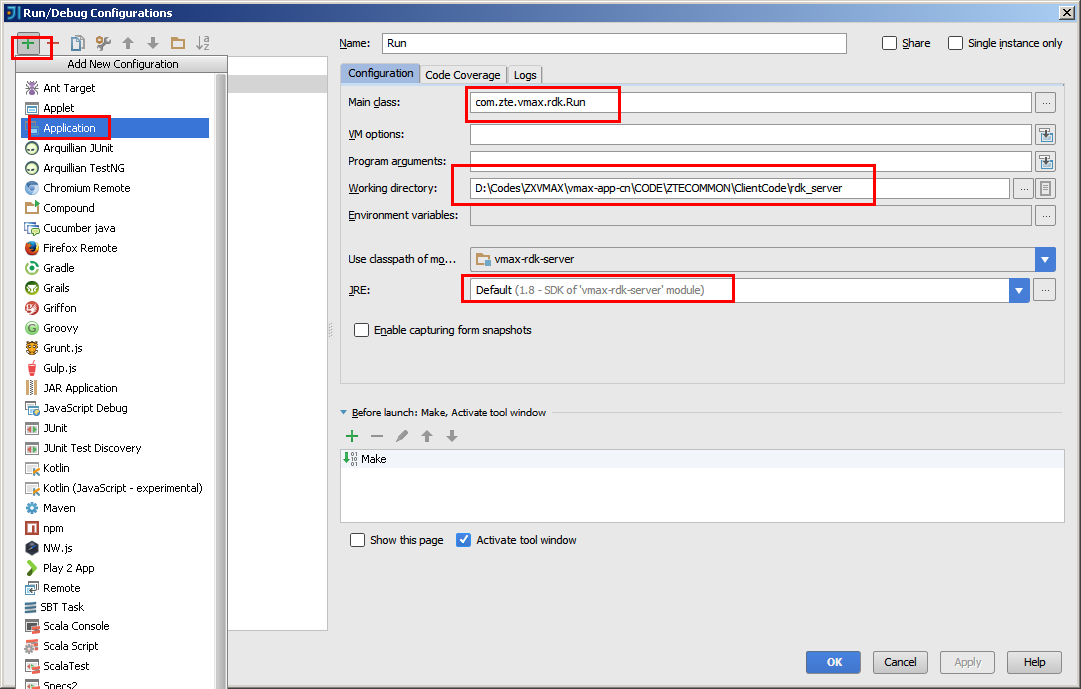 Run/Debug Configurations
Add New Configuration
Ant Target
Applet
Application
Arquillian JUnit
Arquillian TestNG
Chromium Remote
Compound
Cucumber java
Firefox Remote
Gradle
Grails
Griffon
Groovy
Grunt.js
Gulp.js
JAR Application
JavaScript Debug
JUnit
JUnit Test Discovery
Kotlin
Kotlin (JavaScript - experimental)
Maven
npm
NW.js
Play 2 App
Remote
SBT Task
Scala Console
Scala Script
ScalaTest
Specs2
Name: Run Share Single instance only
Configuration Code Coverage Logs
Main class: com.zte.vmax.rdk.Run ...
VM options:
Program arguments:
Working directory: D:\Codes\ZXVMAX\vmax-app-cn\CODE\ZTECOMMON\ClientCode\rdk_server ...
Environment variables: ...
Use classpath of mo... vmax-rdk-server
JRE: Default (1.8 - SDK of 'vmax-rdk-server' module) ...
Enable capturing form snapshots
Before launch: Make, Activate tool window
Make
Show this page Activate tool window
OK Cancel Apply Help